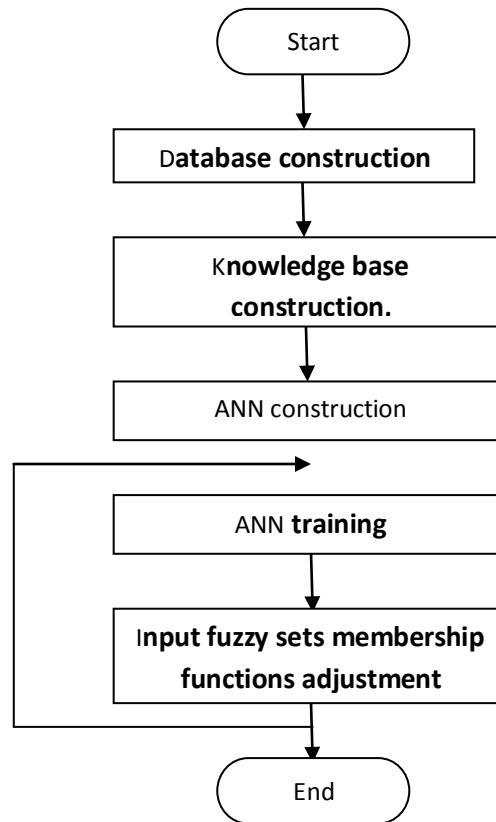 Start
Database construction
Knowledge base
construction.
ANN construction
ANN training
Input fuzzy sets membership
functions adjustment
End